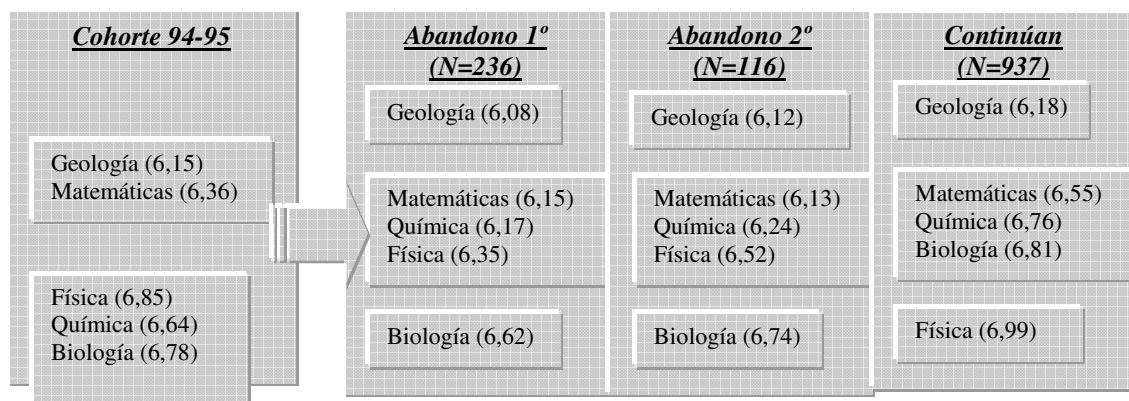 Cohorte 94-95
Geología (6,15)
Matemáticas (6,36)
Física (6,85)
Química (6,64)
Biología (6,78)
Abandono 1º
(N=236)
Geología (6,08)
Matemáticas (6,15)
Química (6,17)
Física (6,35)
Biología (6,62)
Abandono 2º
(N=116)
Geología (6,12)
Matemáticas (6,13)
Química (6,24)
Física (6,52)
Biología (6,74)
Continúan
(N=937)
Geología (6,18)
Matemáticas (6,55)
Química (6,76)
Biología (6,81)
Física (6,99)